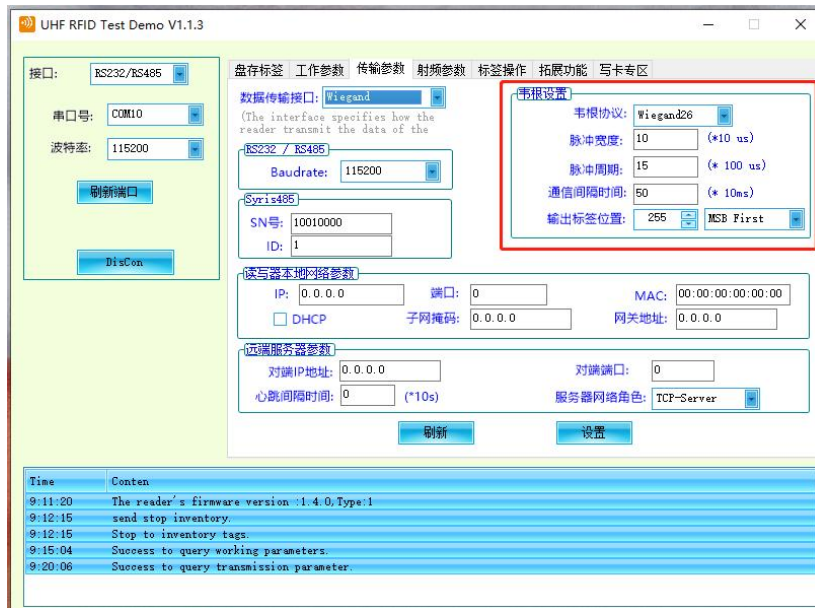 UHF RFID Test Demo V1.1.3
接口: RS232/RS485
串口号: COM10
波特率: 115200
刷新端口
DisCon
盘存标签 工作参数 传输参数 射频参数 标签操作 拓展功能 写卡专区
数据传输接口: Wiegand
(The interface specifies how the
reader transmit the data of the
RS232 / RS485
Baudrate: 115200
Syris485
SN号: 10010000
ID: 1
韦根设置
韦根协议: Wiegand26
脉冲宽度: 10 (*10 us)
脉冲周期: 15 (* 100 us)
通信间隔时间: 50 (* 10ms)
输出标签位置: 255 MSB First
读写器本地网络参数
IP: 0.0.0.0 端口: 0 MAC: 00:00:00:00:00:00
DHCP 子网掩码: 0.0.0.0 网关地址: 0.0.0.0
远端服务器参数
对端IP地址: 0.0.0.0 对端端口: 0
心跳间隔时间: 0 (*10s) 服务器网络角色: TCP-Server
刷新 设置
Time Conten
9:11:20 The reader's firmware version :1.4.0,Type:1
9:12:15 send stop inventory.
9:12:15 Stop to inventory tags.
9:15:04 Success to query working parameters.
9:20:06 Success to query transmission parameter.